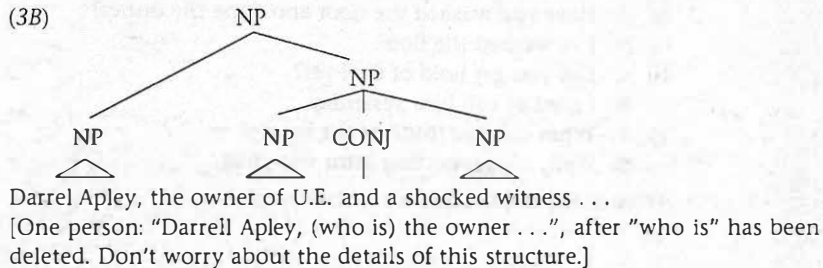 (3B) NP
NP
NP NP CONJ NP
Darrel Apley, the owner of U.E. and a shocked witness . . .
[One person: "Darrell Apley, (who is) the owner . . .", after "who is" has been
deleted. Don't worry about the details of this structure.]